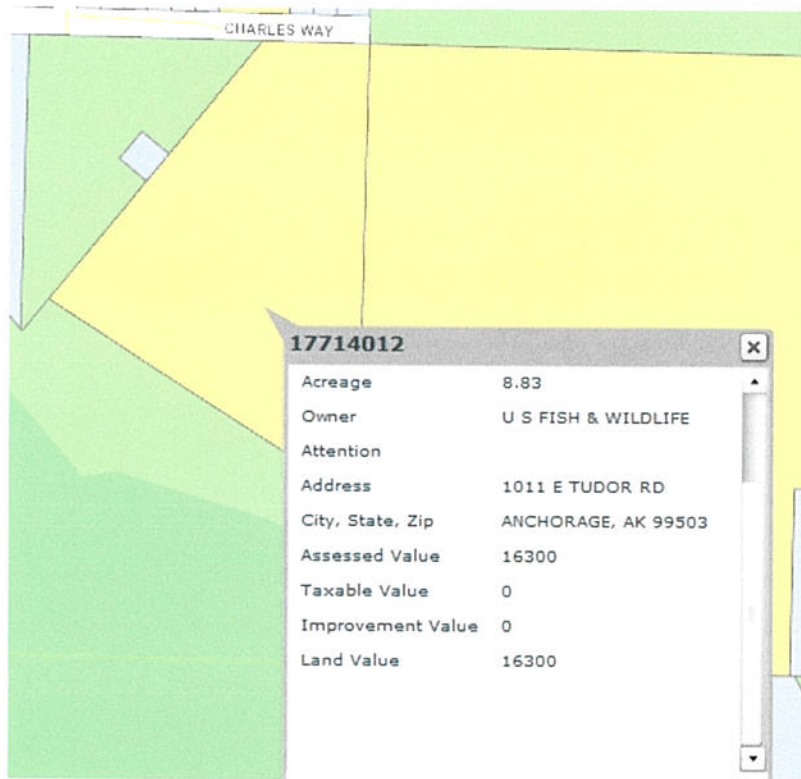 CHARLES WAY
17714012
Acreage 8.83
Owner U S FISH & WILDLIFE
Attention
Address 1011 E TUDOR RD
City, State, Zip ANCHORAGE, AK 99503
Assessed Value 16300
Taxable Value 0
Improvement Value 0
Land Value 16300